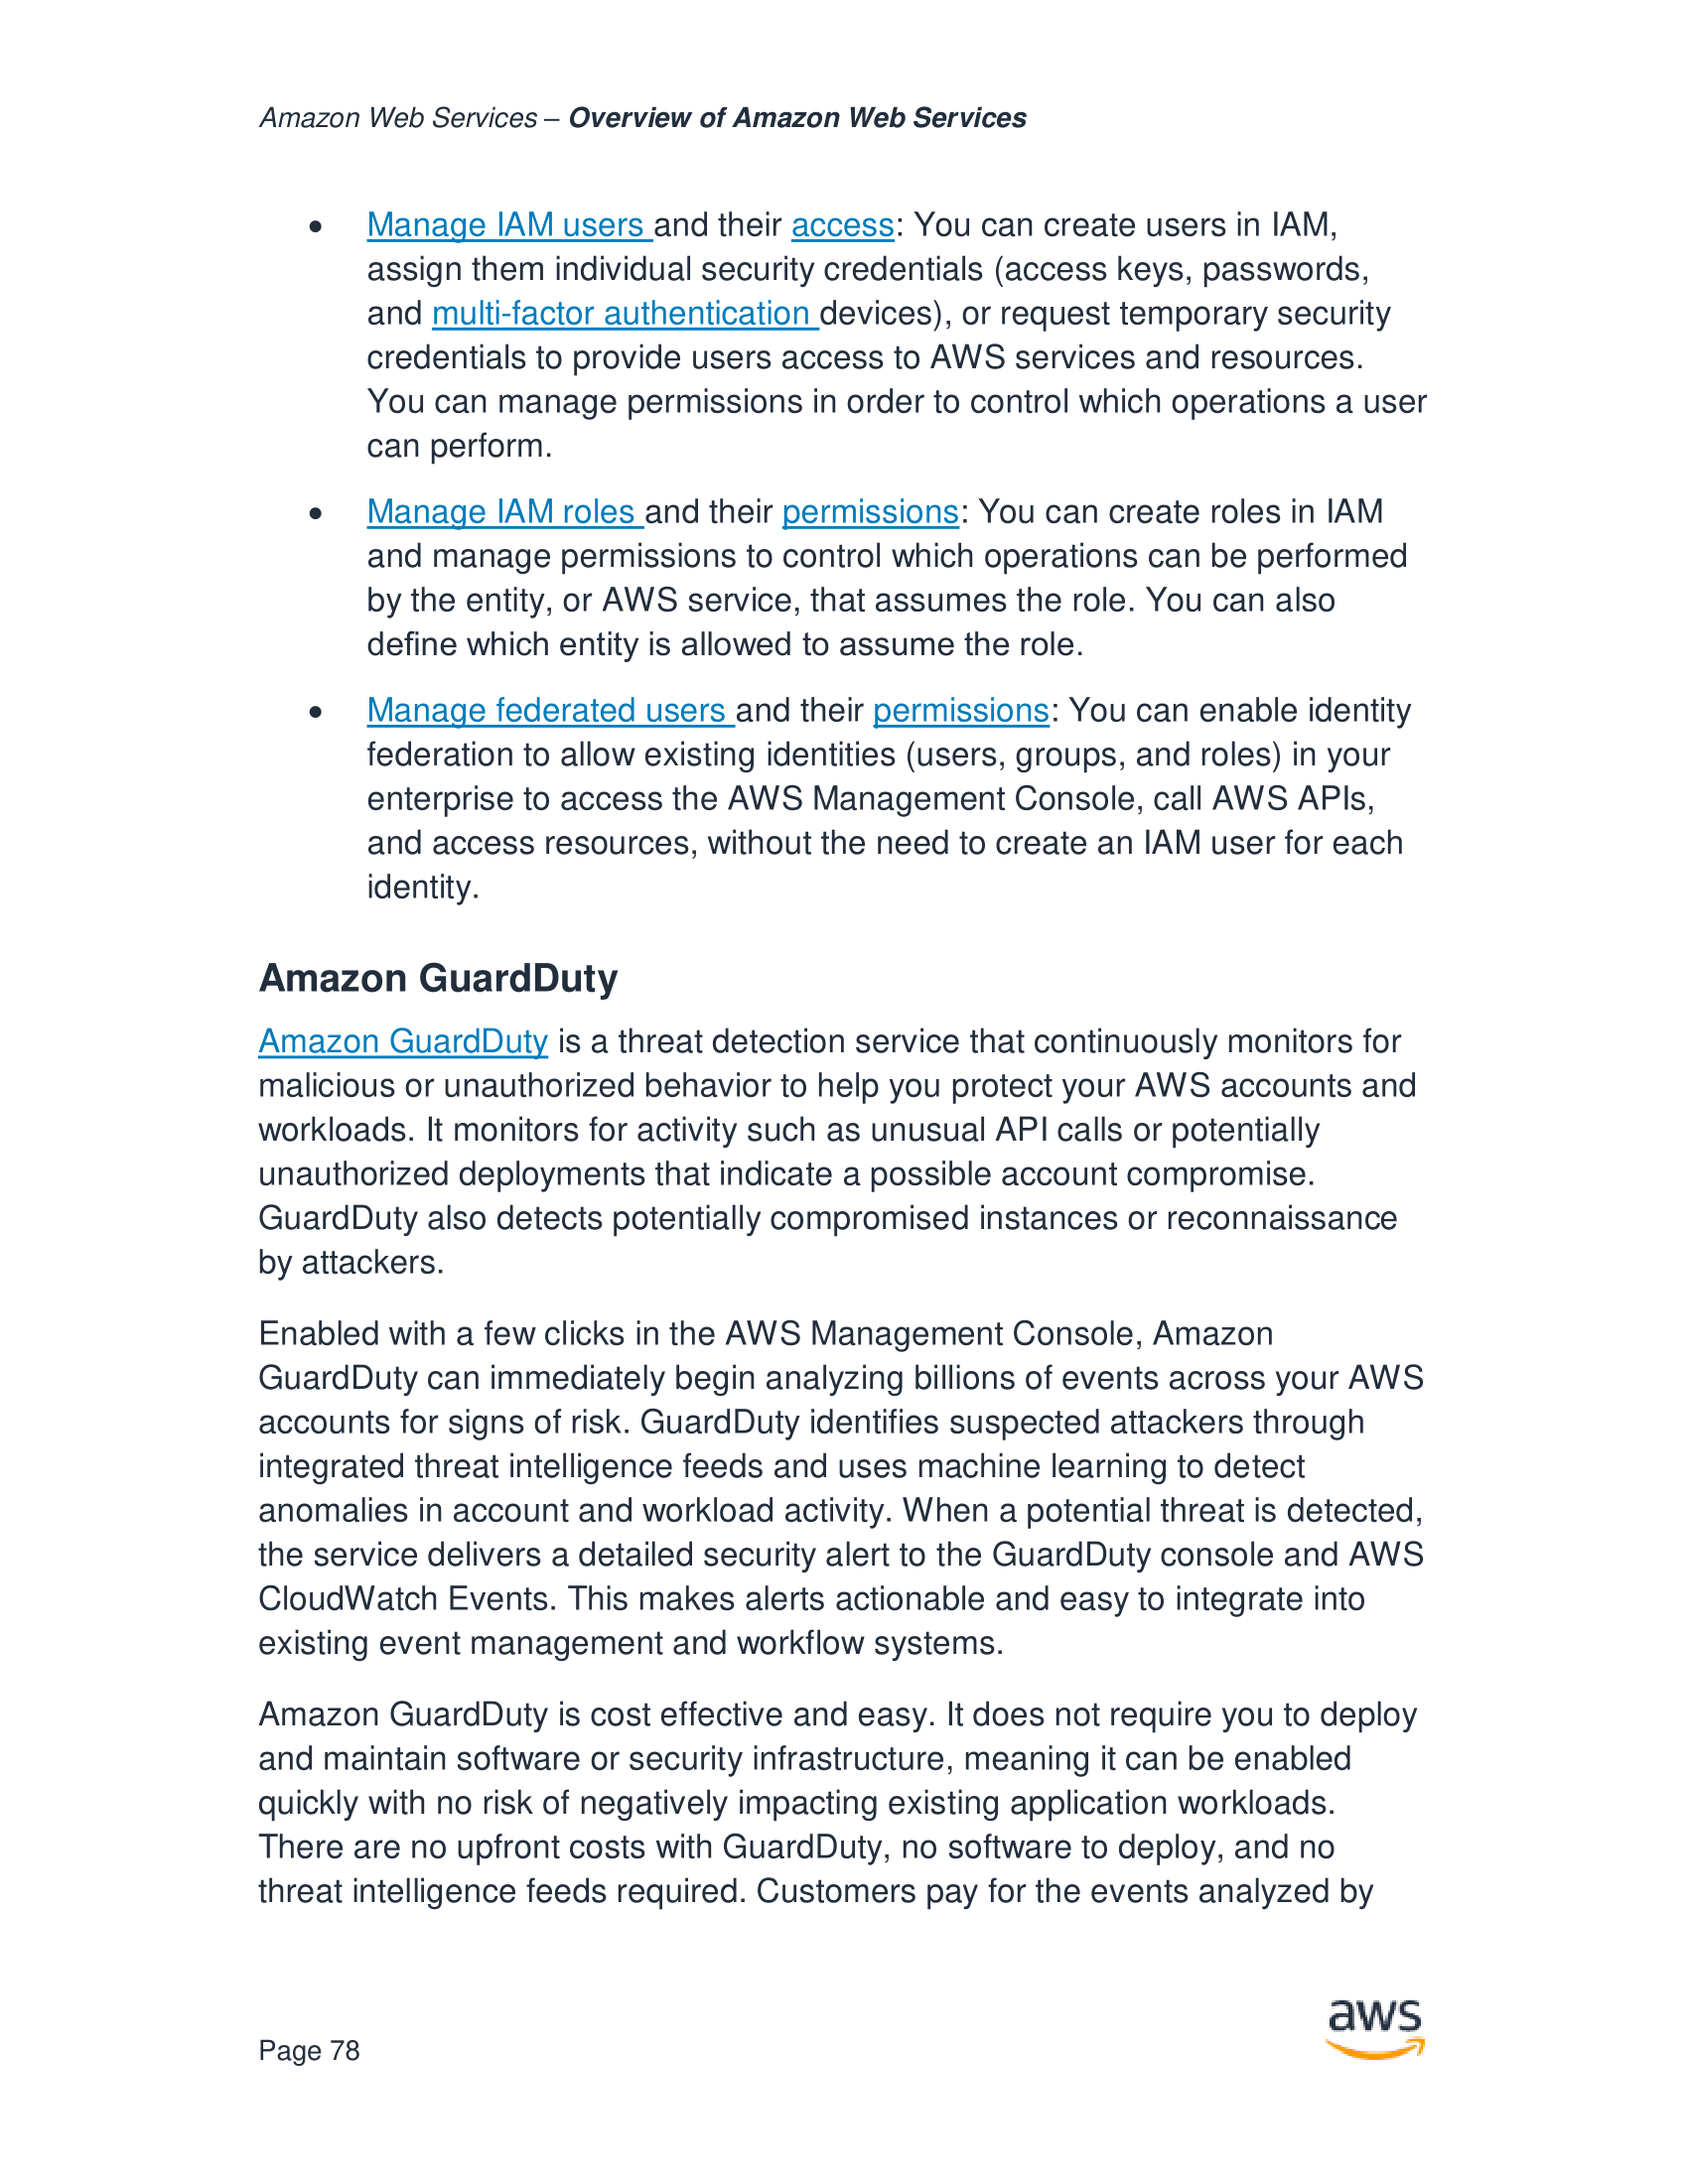 Amazon Web Services – Overview of Amazon Web Services
• Manage IAM users and their access: You can create users in IAM,
assign them individual security credentials (access keys, passwords,
and multi-factor authentication devices), or request temporary security
credentials to provide users access to AWS services and resources.
You can manage permissions in order to control which operations a user
can perform.
• Manage IAM roles and their permissions: You can create roles in IAM
and manage permissions to control which operations can be performed
by the entity, or AWS service, that assumes the role. You can also
define which entity is allowed to assume the role.
• Manage federated users and their permissions: You can enable identity
federation to allow existing identities (users, groups, and roles) in your
enterprise to access the AWS Management Console, call AWS APIs,
and access resources, without the need to create an IAM user for each
identity.
Amazon GuardDuty
Amazon GuardDuty is a threat detection service that continuously monitors for
malicious or unauthorized behavior to help you protect your AWS accounts and
workloads. It monitors for activity such as unusual API calls or potentially
unauthorized deployments that indicate a possible account compromise.
GuardDuty also detects potentially compromised instances or reconnaissance
by attackers.
Enabled with a few clicks in the AWS Management Console, Amazon
GuardDuty can immediately begin analyzing billions of events across your AWS
accounts for signs of risk. GuardDuty identifies suspected attackers through
integrated threat intelligence feeds and uses machine learning to detect
anomalies in account and workload activity. When a potential threat is detected,
the service delivers a detailed security alert to the GuardDuty console and AWS
CloudWatch Events. This makes alerts actionable and easy to integrate into
existing event management and workflow systems.
Amazon GuardDuty is cost effective and easy. It does not require you to deploy
and maintain software or security infrastructure, meaning it can be enabled
quickly with no risk of negatively impacting existing application workloads.
There are no upfront costs with GuardDuty, no software to deploy, and no
threat intelligence feeds required. Customers pay for the events analyzed by
aws
Page 78